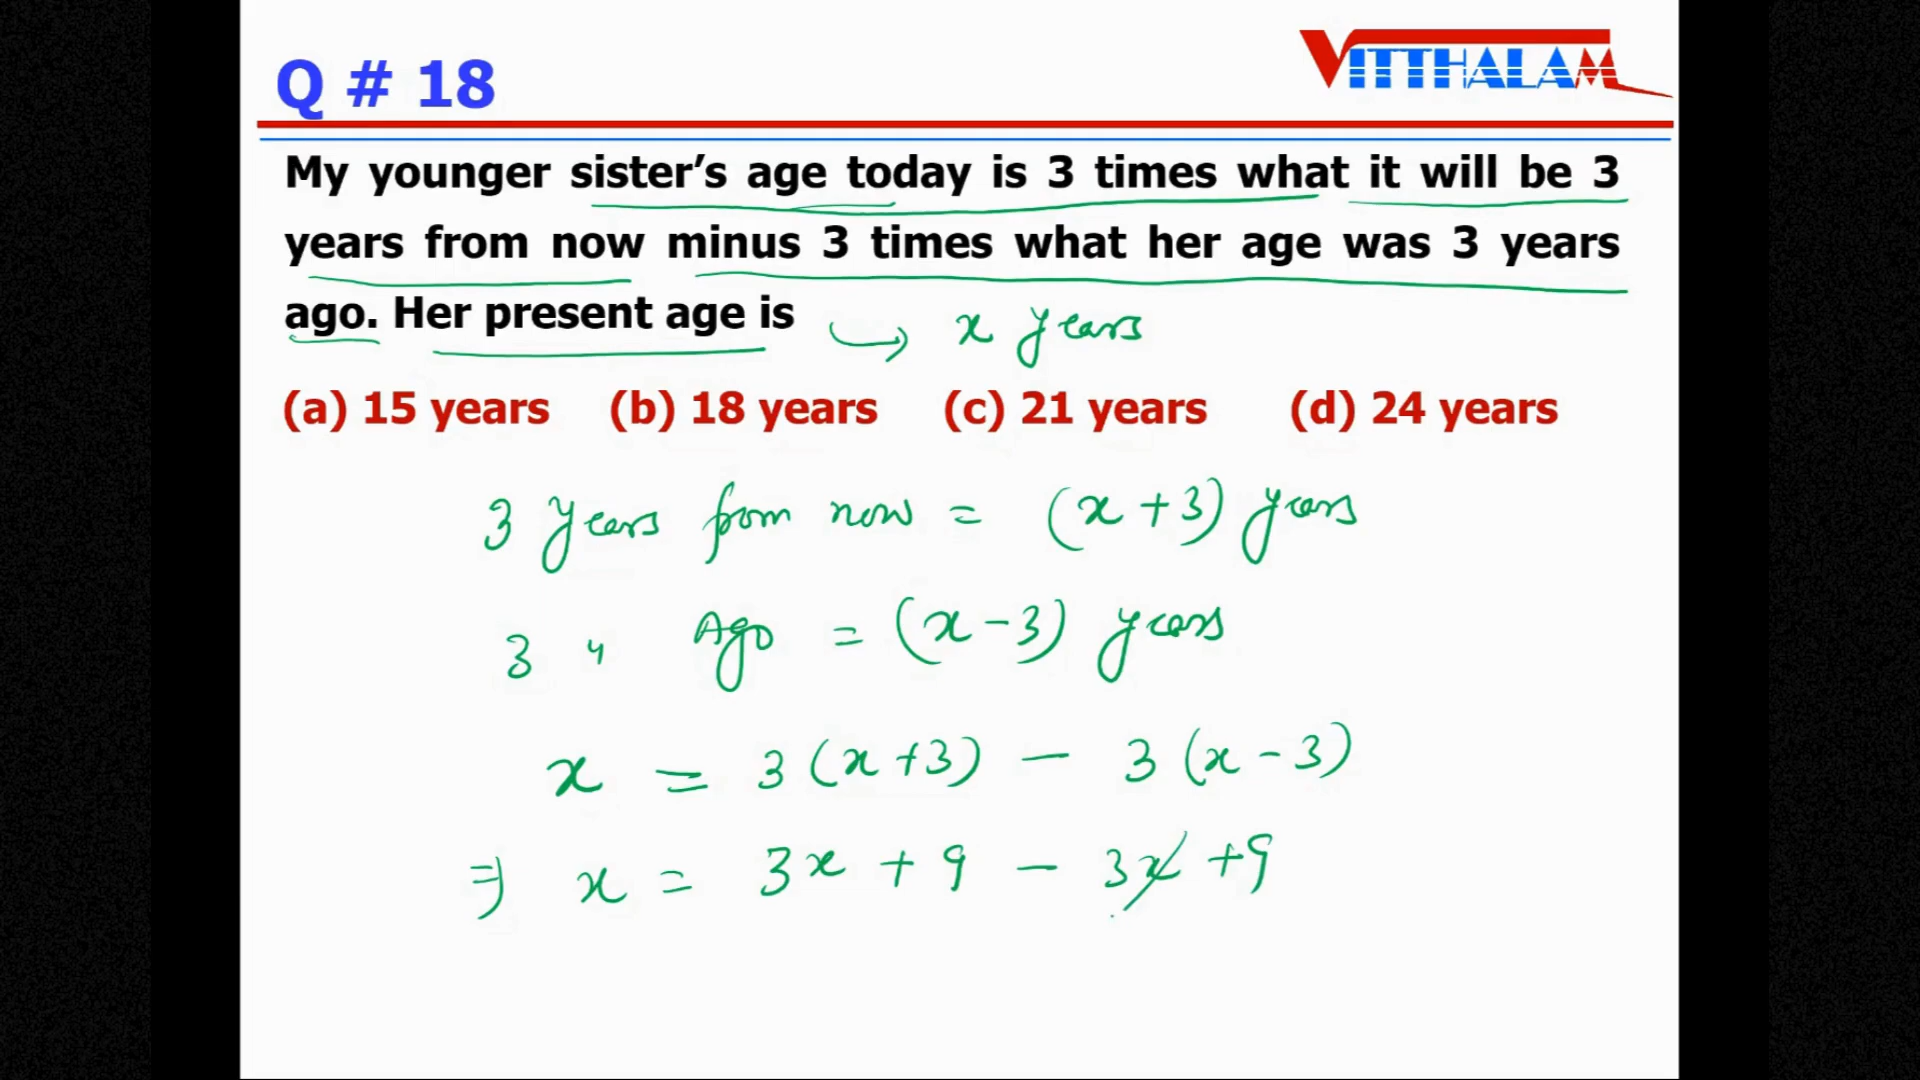 Q # 18
VITTHALAM
My younger sister’s age today is 3 times what it will be 3
years from now minus 3 times what her age was 3 years
ago. Her present age is x years
(a) 15 years (b) 18 years (c) 21 years (d) 24 years
3 years from now = (x+3) years
3 " Ago = (x-3) years
x = 3(x+3) - 3(x-3)
⇒ x = 3x + 9 - 3x + 9